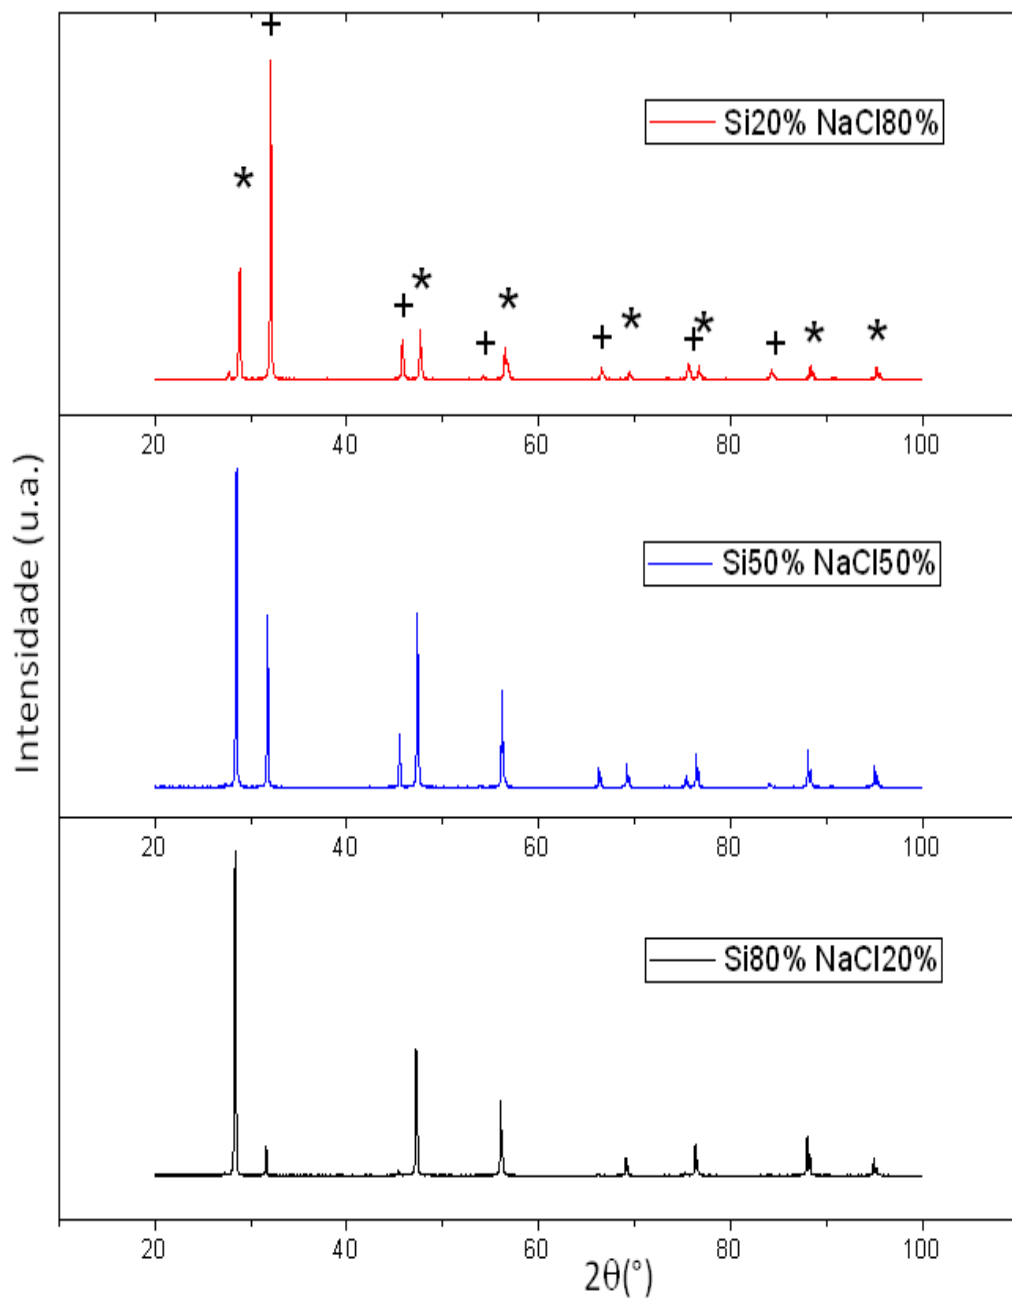 +
*
Si20% NaCl80%
+ * + * + * + * + * *
20 40 60 80 100
Intensidade (u.a.)
Si50% NaCl50%
20 40 60 80 100
Si80% NaCl20%
20 40 60 80 100
2θ(°)